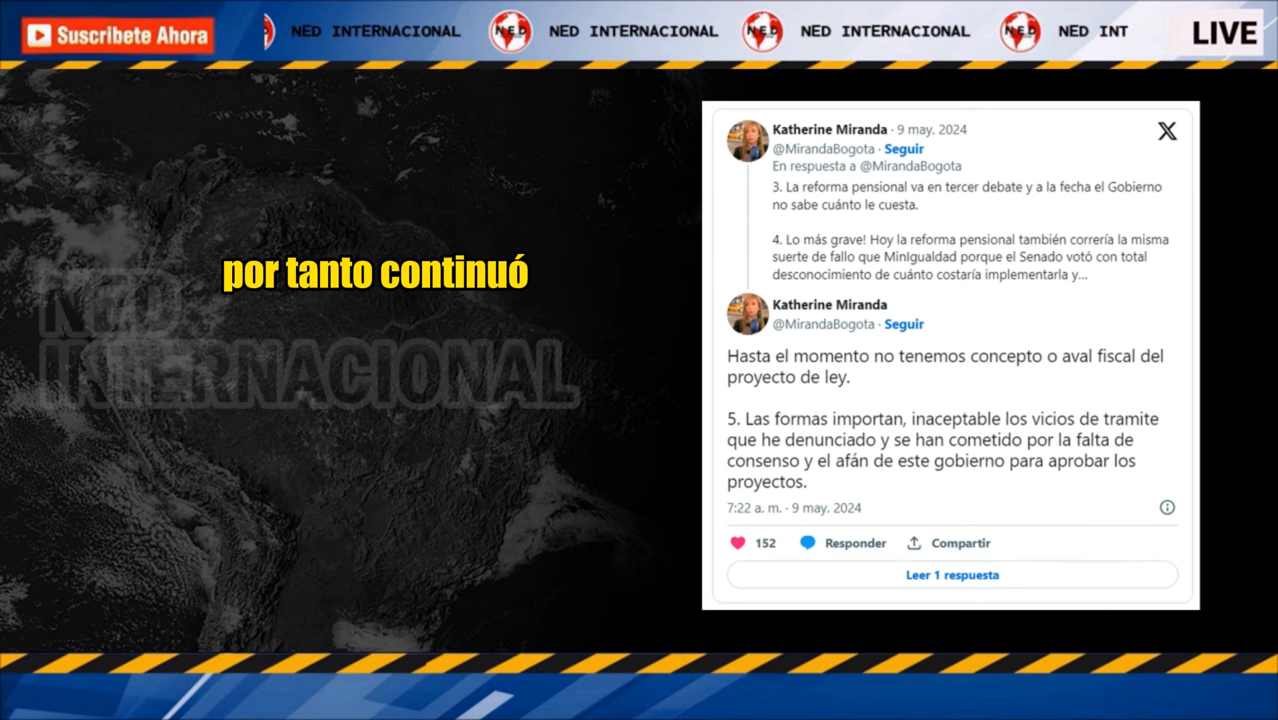 Suscribete Ahora
NED INTERNACIONAL
NED
NED INTERNACIONAL
NED
NED INTERNACIONAL
NED
NED INT
LIVE
por tanto continuó
NED
INTERNACIONAL
Katherine Miranda · 9 may. 2024
@MirandaBogota · Seguir
En respuesta a @MirandaBogota
3. La reforma pensional va en tercer debate y a la fecha el Gobierno
no sabe cuánto le cuesta.
4. Lo más grave! Hoy la reforma pensional también correría la misma
suerte de fallo que MinIgualdad porque el Senado votó con total
desconocimiento de cuánto costaría implementarla y...
Katherine Miranda
@MirandaBogota · Seguir
Hasta el momento no tenemos concepto o aval fiscal del
proyecto de ley.
5. Las formas importan, inaceptable los vicios de tramite
que he denunciado y se han cometido por la falta de
consenso y el afán de este gobierno para aprobar los
proyectos.
7:22 a. m. · 9 may. 2024
152 Responder Compartir
Leer 1 respuesta